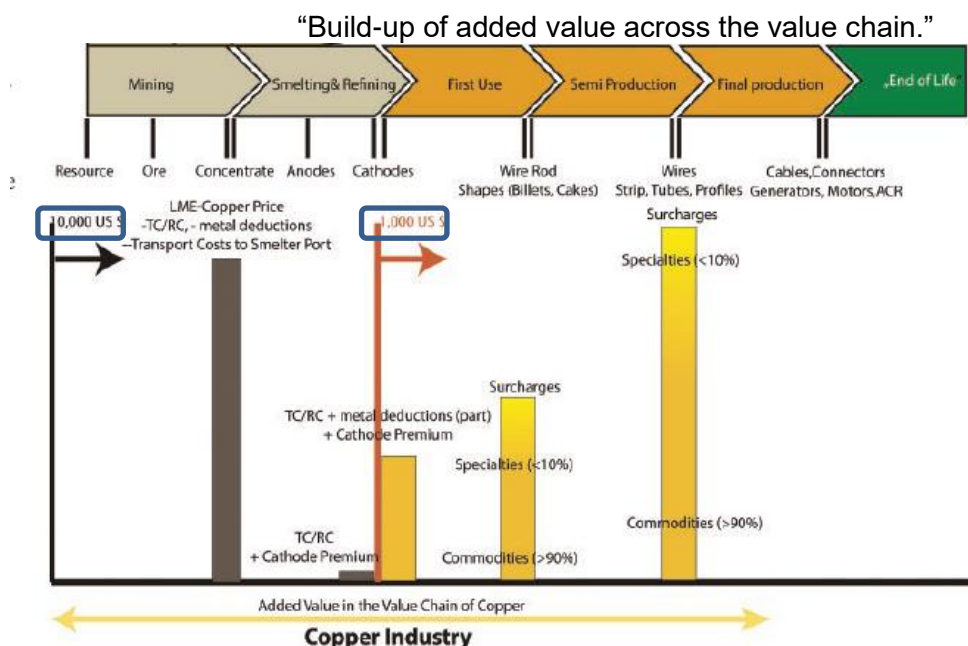 “Build-up of added value across the value chain.”
Mining
Smelting& Refining
First Use
Semi Production
Final production
„End of Life“
Resource
Ore
Concentrate
Anodes
Cathodes
Wire Rod
Shapes (Billets, Cakes)
Wires
Strip, Tubes, Profiles
Cables,Connectors
Generators, Motors,ACR
10,000 US $
LME-Copper Price
-TC/RC, - metal deductions
--Transport Costs to Smelter Port
1,000 US $
Surcharges
Specialties (<10%)
Commodities (>90%)
Surcharges
Specialties (<10%)
Commodities (>90%)
TC/RC + metal deductions (part)
+ Cathode Premium
TC/RC
+ Cathode Premium
Added Value in the Value Chain of Copper
Copper Industry